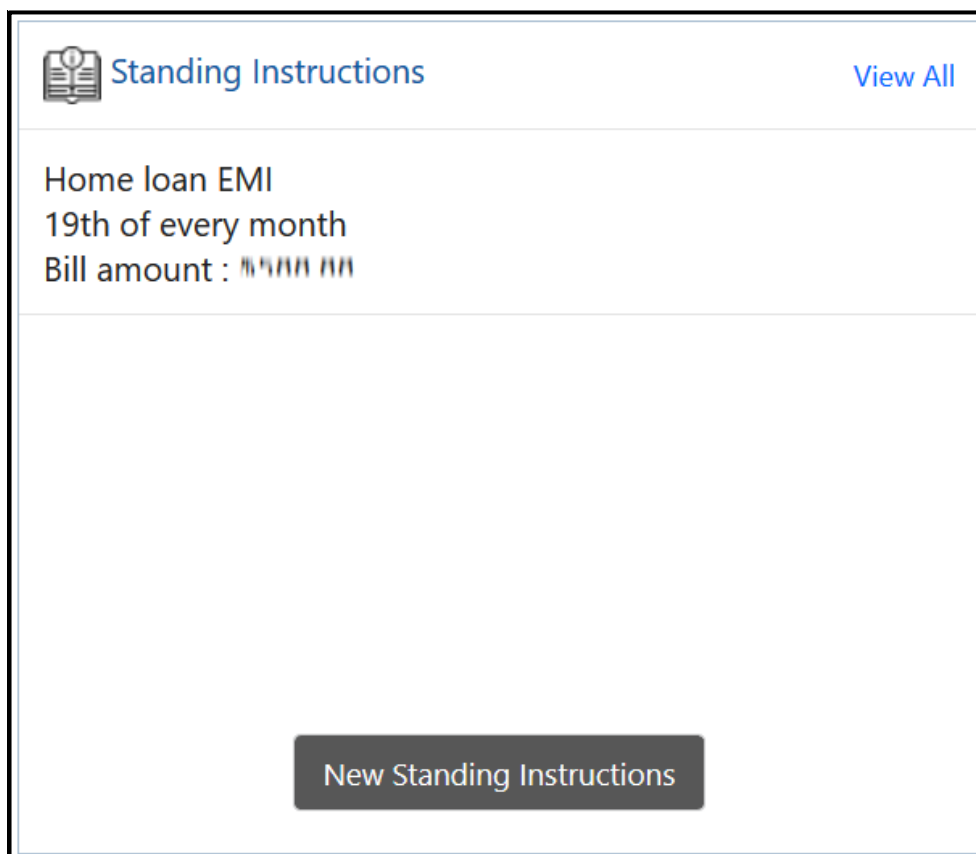 Standing Instructions
View All
Home loan EMI
19th of every month
Bill amount :
New Standing Instructions